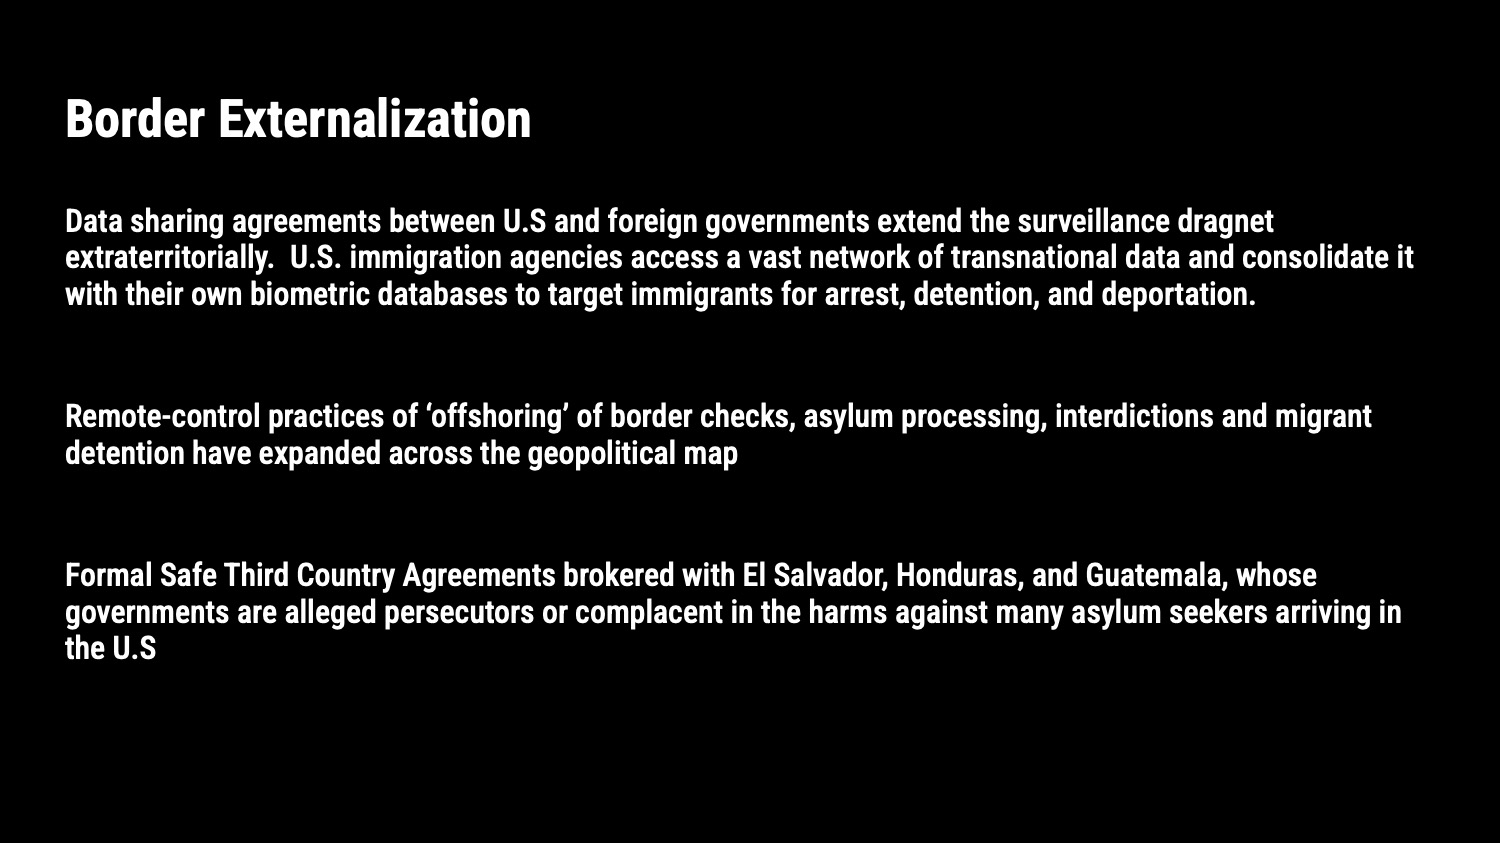 Border Externalization
Data sharing agreements between U.S and foreign governments extend the surveillance dragnet
extraterritorially.  U.S. immigration agencies access a vast network of transnational data and consolidate it
with their own biometric databases to target immigrants for arrest, detention, and deportation.
Remote-control practices of ‘offshoring’ of border checks, asylum processing, interdictions and migrant
detention have expanded across the geopolitical map
Formal Safe Third Country Agreements brokered with El Salvador, Honduras, and Guatemala, whose
governments are alleged persecutors or complacent in the harms against many asylum seekers arriving in
the U.S